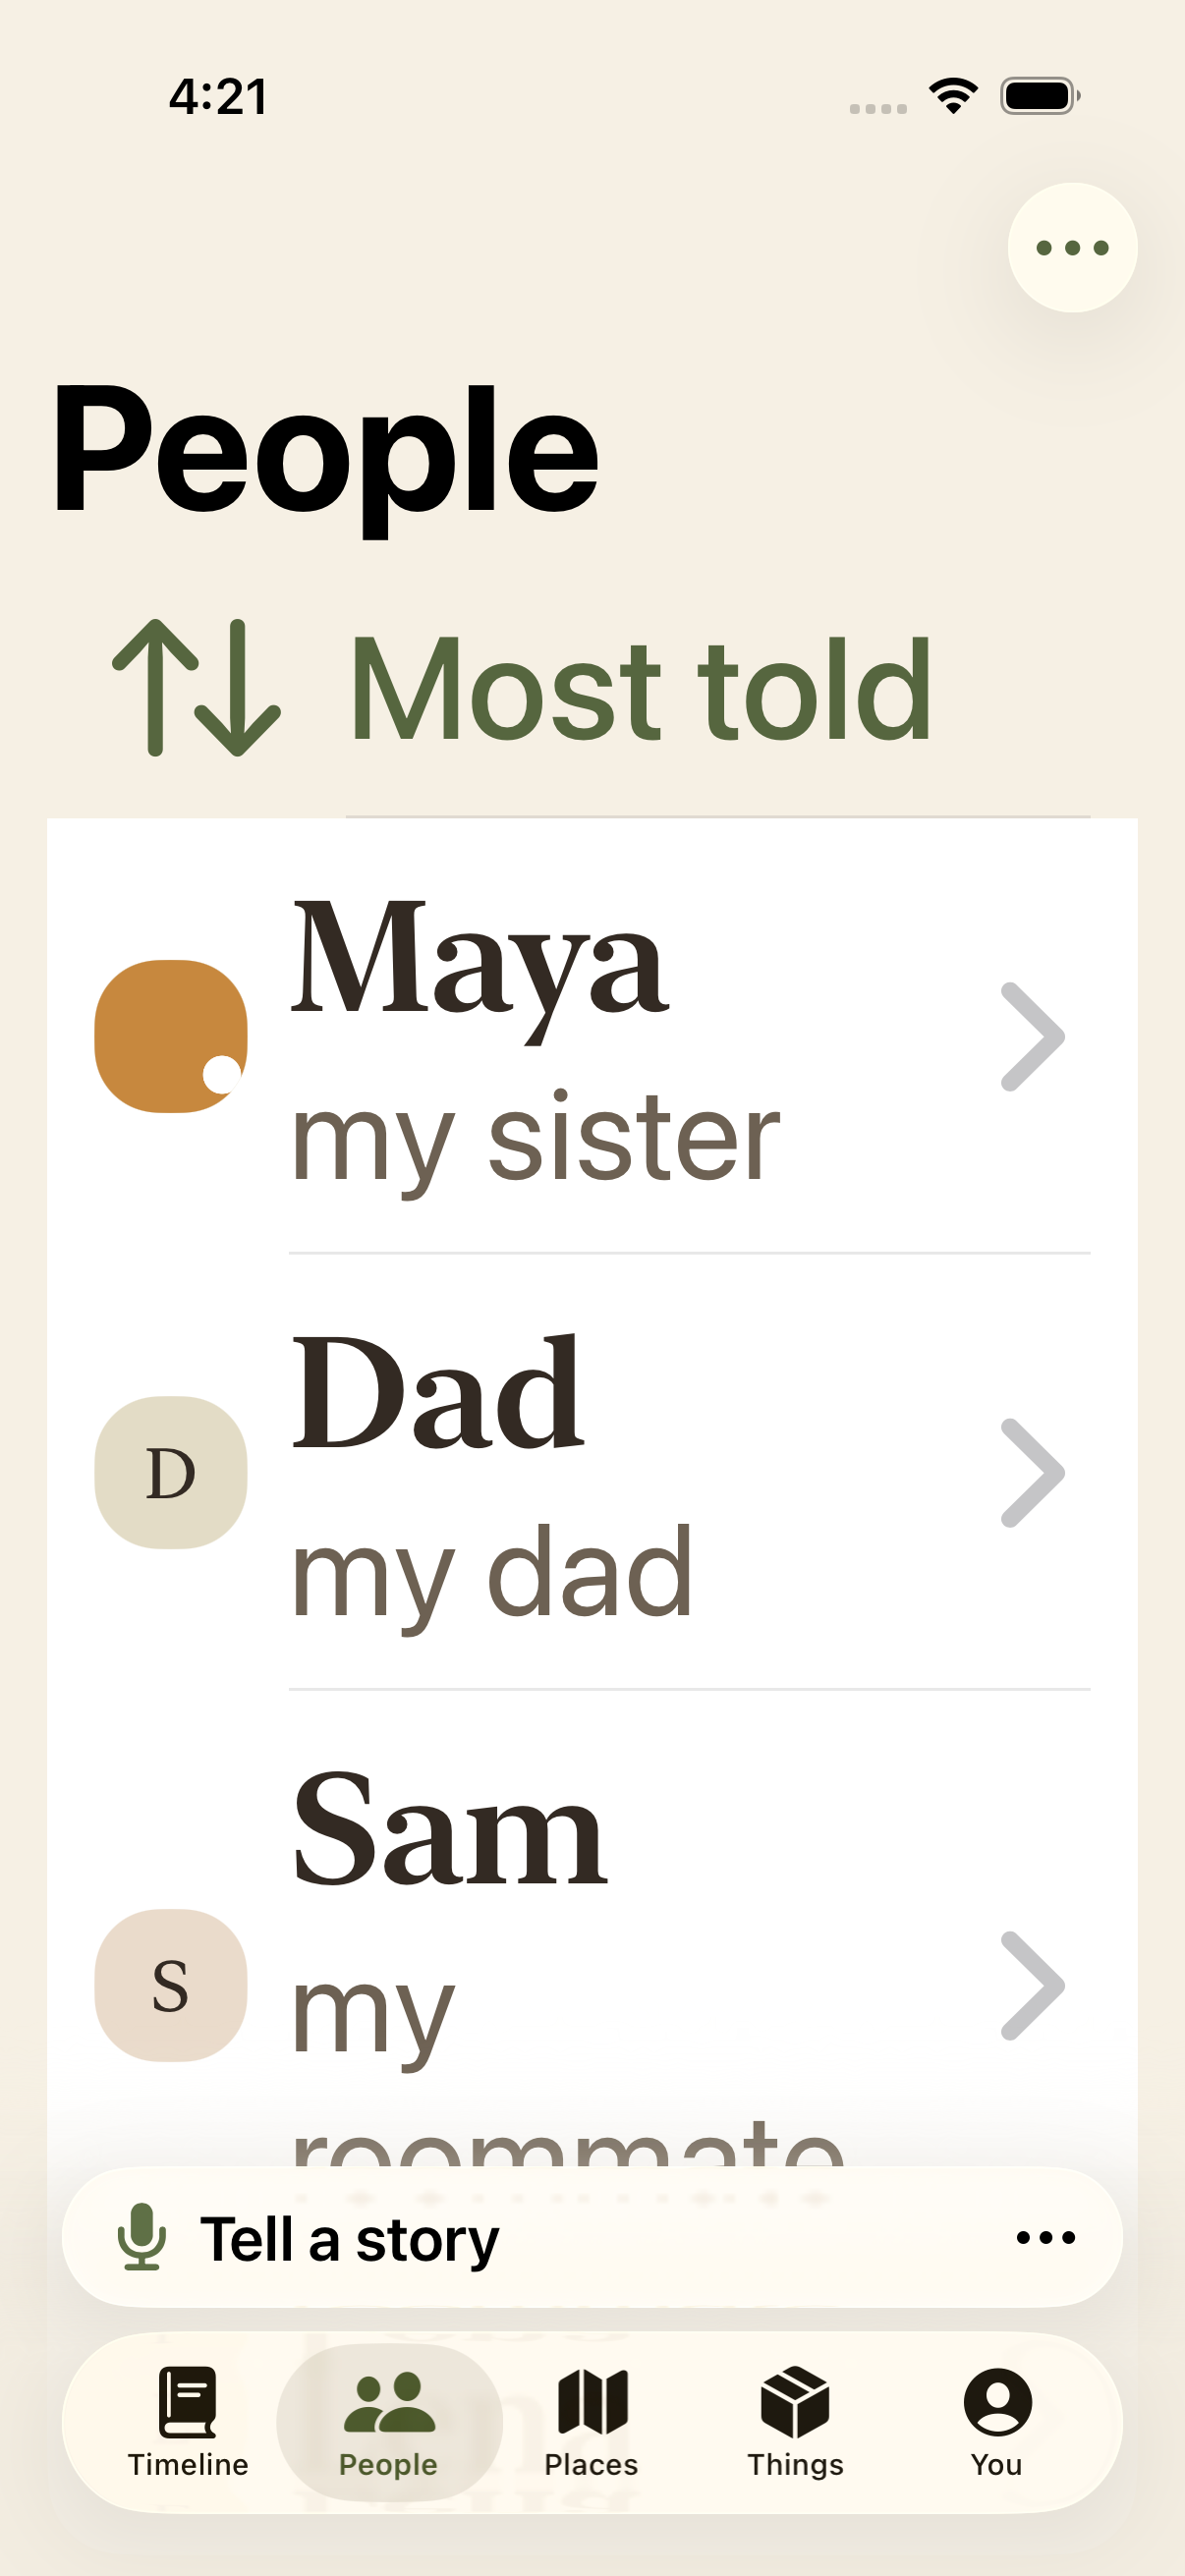 4:21
People
Most told
Maya
my sister
D
Dad
my dad
S
Sam
my
roommate
Tell a story
Timeline
People
Places
Things
You